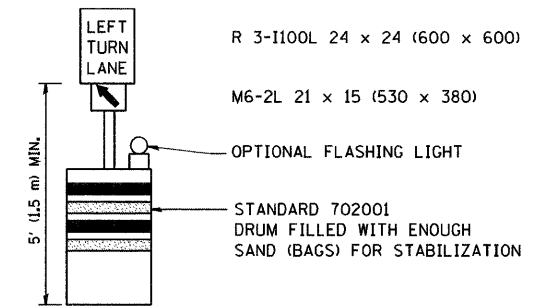 LEFT
TURN
LANE
R 3-I100L 24 x 24 (600 x 600)
M6-2L 21 x 15 (530 x 380)
OPTIONAL FLASHING LIGHT
5' (1.5 m) MIN.
STANDARD 702001
DRUM FILLED WITH ENOUGH
SAND (BAGS) FOR STABILIZATION